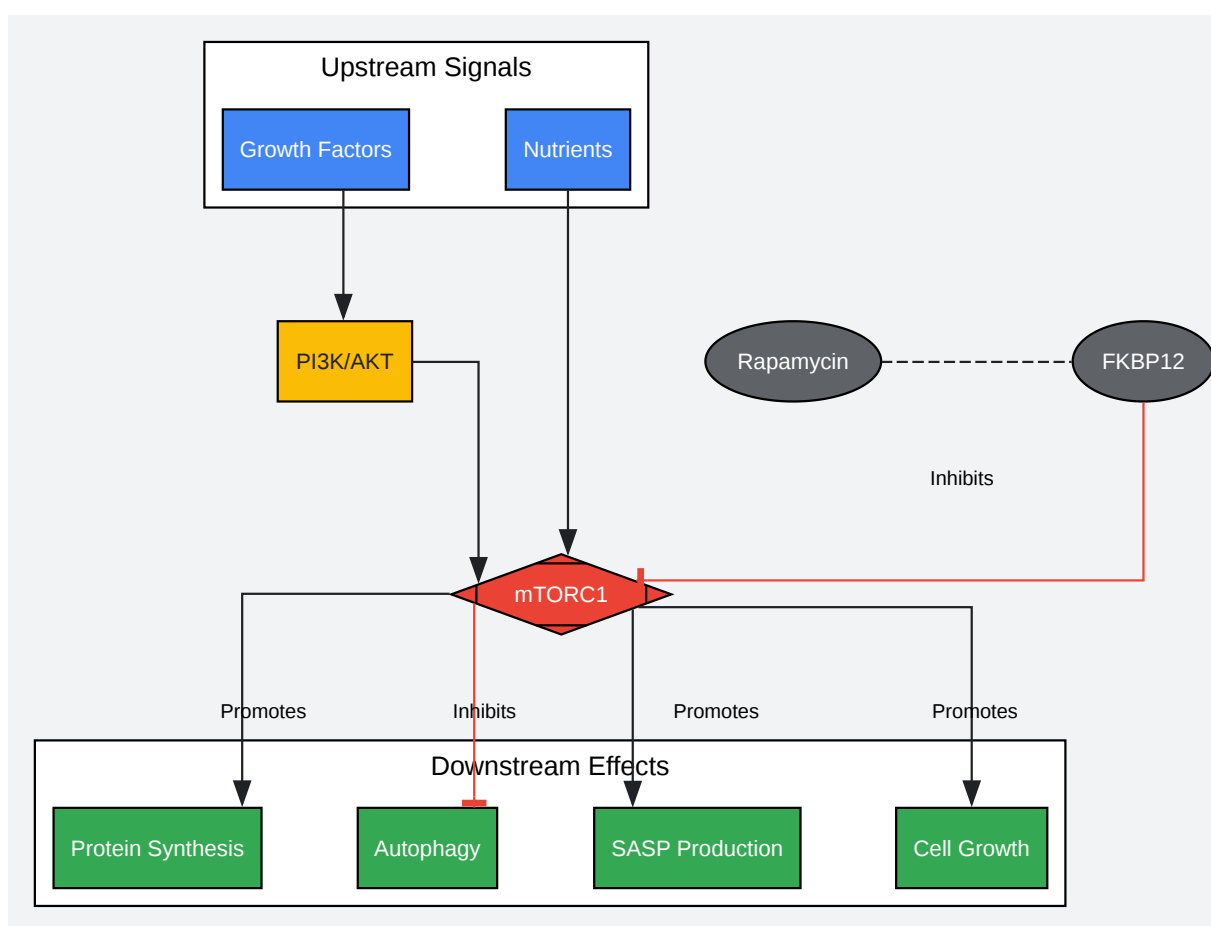 Upstream Signals
Growth Factors
Nutrients
PI3K/AKT
Rapamycin
FKBP12
Inhibits
mTORC1
Promotes
Inhibits
Promotes
Promotes
Downstream Effects
Protein Synthesis
Autophagy
SASP Production
Cell Growth